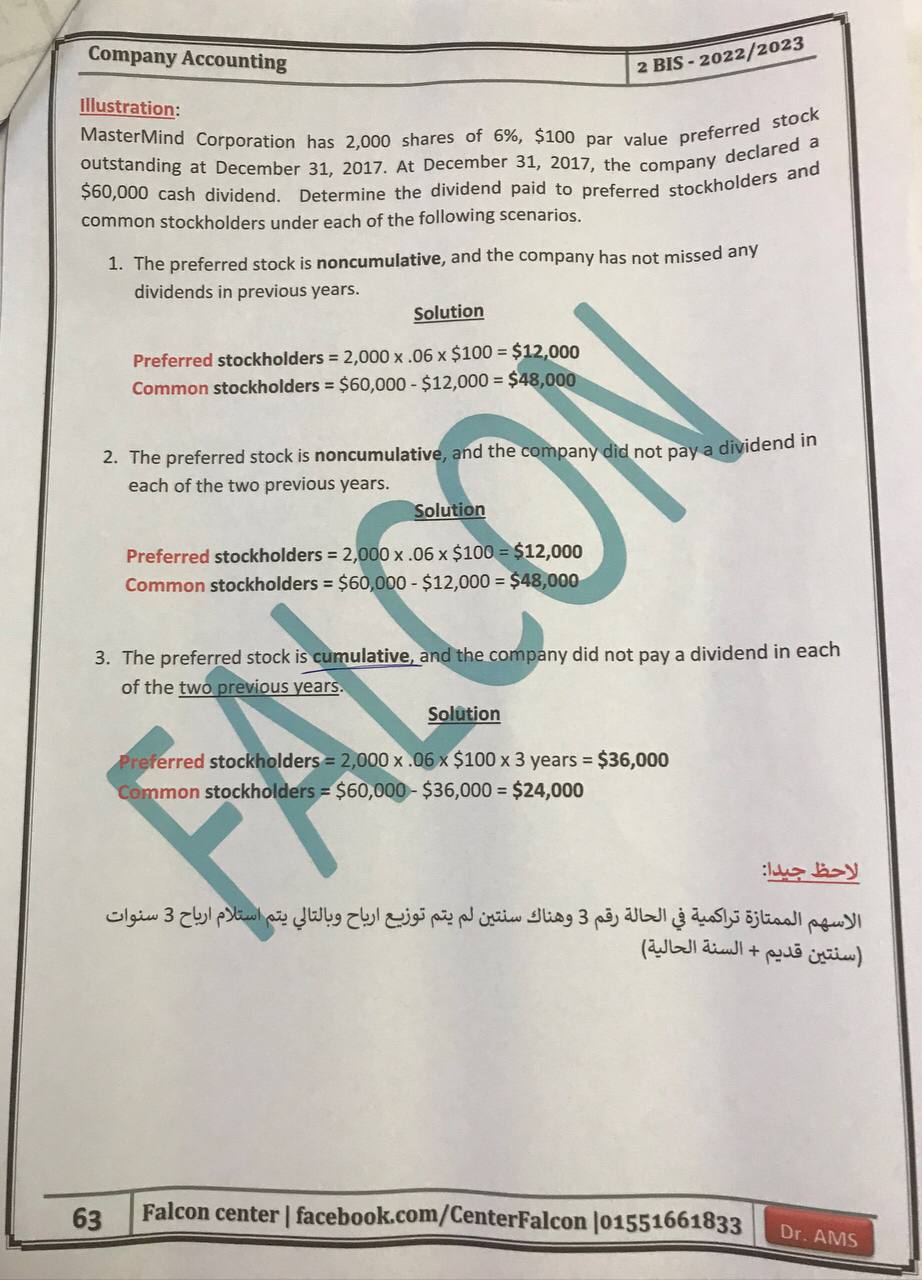 Company Accounting
2 BIS - 2022/2023
Illustration:
MasterMind Corporation has 2,000 shares of 6%, $100 par value preferred stock
outstanding at December 31, 2017. At December 31, 2017, the company declared a
$60,000 cash dividend. Determine the dividend paid to preferred stockholders and
common stockholders under each of the following scenarios.
1. The preferred stock is noncumulative, and the company has not missed any
dividends in previous years.
Solution
Preferred stockholders = 2,000 x .06 x $100 = $12,000
Common stockholders = $60,000 - $12,000 = $48,000
2. The preferred stock is noncumulative, and the company did not pay a dividend in
each of the two previous years.
Solution
Preferred stockholders = 2,000 x .06 x $100 = $12,000
Common stockholders = $60,000 - $12,000 = $48,000
3. The preferred stock is cumulative, and the company did not pay a dividend in each
of the two previous years.
Solution
Preferred stockholders = 2,000 x .06 x $100 x 3 years = $36,000
Common stockholders = $60,000 - $36,000 = $24,000
لاحظ جيدا:
الاسهم الممتازة تراكمية في الحالة رقم 3 وهناك سنتين لم يتم توزيع ارباح وبالتالي يتم استلام ارباح 3 سنوات
(سنتين قديم + السنة الحالية)
FALCON
63
Falcon center | facebook.com/CenterFalcon |01551661833
Dr. AMS